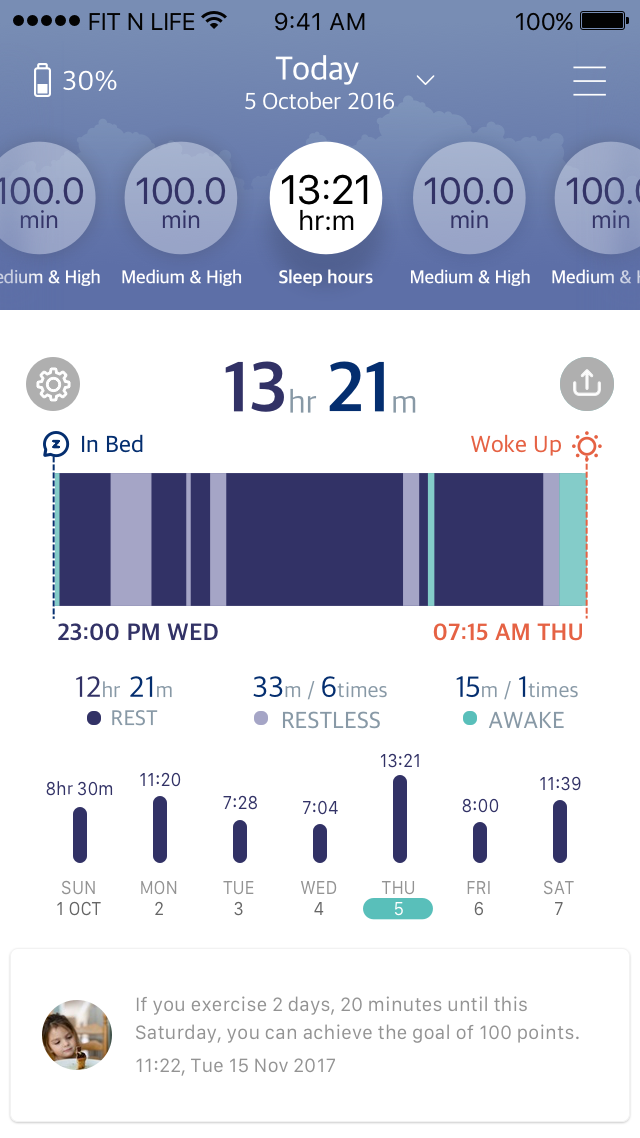 FIT N LIFE 9:41 AM 100%
30% Today
5 October 2016
100.0 100.0 13:21 100.0 100.
min min hr:m min min
edium & High Medium & High Sleep hours Medium & High Medium &
13hr 21m
z In Bed Woke Up
23:00 PM WED 07:15 AM THU
12hr 21m 33m / 6times 15m / 1times
REST RESTLESS AWAKE
8hr 30m 11:20 7:28 7:04 13:21 8:00 11:39
SUN MON TUE WED THU FRI SAT
1 OCT 2 3 4 5 6 7
If you exercise 2 days, 20 minutes until this
Saturday, you can achieve the goal of 100 points.
11:22, Tue 15 Nov 2017